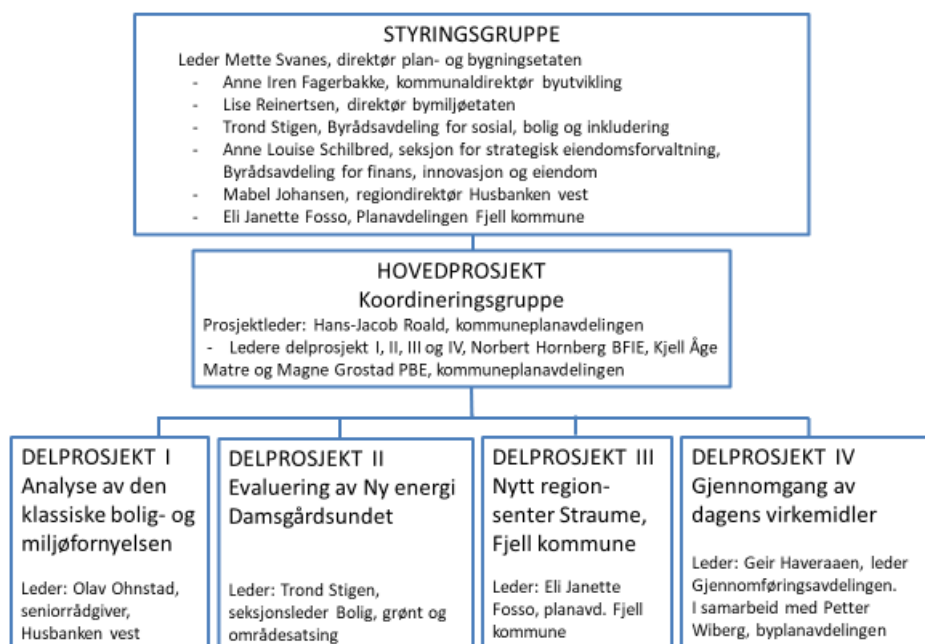 STYRINGSGRUPPE
Leder Mette Svanes, direktør plan- og bygningsetaten
- Anne Iren Fagerbakke, kommunaldirektør byutvikling
- Lise Reinertsen, direktør bymiljøetaten
- Trond Stigen, Byrådsavdeling for sosial, bolig og inkludering
- Anne Louise Schilbred, seksjon for strategisk eiendomsforvaltning,
Byrådsavdeling for finans, innovasjon og eiendom
- Mabel Johansen, regiondirektør Husbanken vest
- Eli Janette Fosso, Planavdelingen Fjell kommune
HOVEDPROSJEKT
Koordineringsgruppe
Prosjektleder: Hans-Jacob Roald, kommuneplanavdelingen
- Ledere delprosjekt I, II, III og IV, Norbert Hornberg BFIE, Kjell Åge
Matre og Magne Grostad PBE, kommuneplanavdelingen
DELPROSJEKT I
Analyse av den
klassiske bolig- og
miljøfornyelsen
Leder: Olav Ohnstad,
seniorrådgiver,
Husbanken vest
DELPROSJEKT II
Evaluering av Ny energi
Damsgårdsundet
Leder: Trond Stigen,
seksjonsleder Bolig, grønt og
områdesatsing
DELPROSJEKT III
Nytt region-
senter Straume,
Fjell kommune
Leder: Eli Janette
Fosso, planavd. Fjell
kommune
DELPROSJEKT IV
Gjennomgang av
dagens virkemidler
Leder: Geir Haveraaen, leder
Gjennomføringsavdelingen.
I samarbeid med Petter
Wiberg, byplanavdelingen